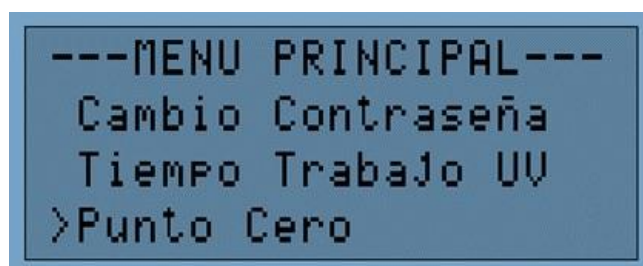 ---MENU PRINCIPAL---
Cambio Contraseña
Tiempo Trabajo UV
>Punto Cero